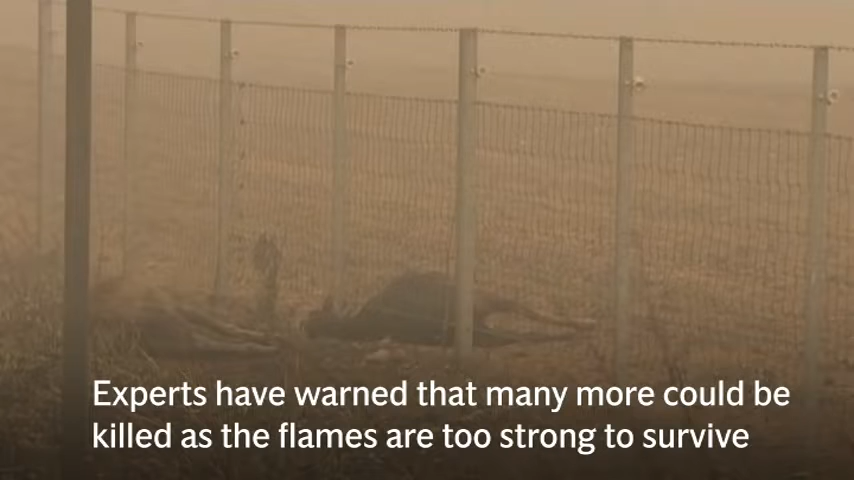 Experts have warned that many more could be
killed as the flames are too strong to survive